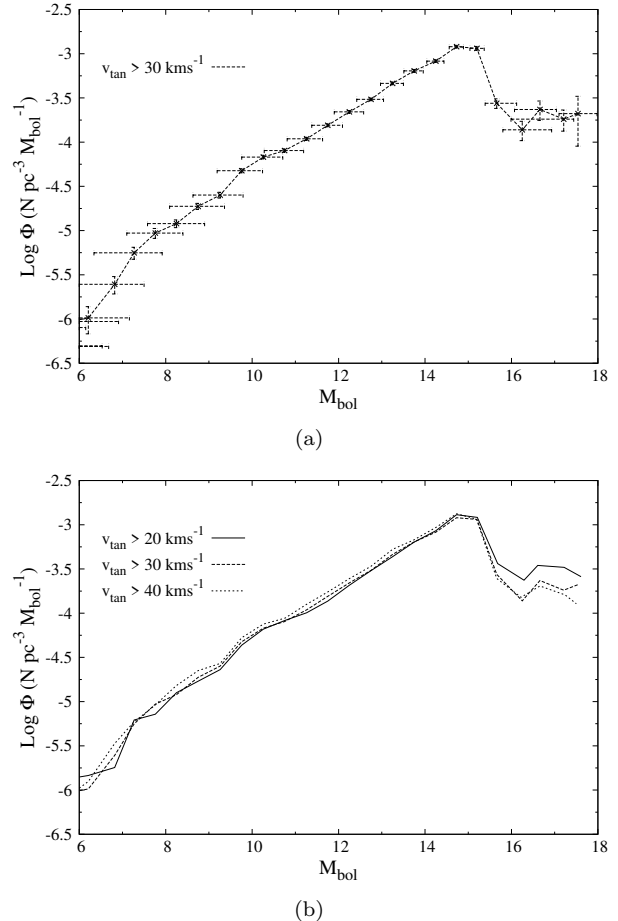 -2.5
-3
-3.5
-4
-4.5
-5
-5.5
-6
-6.5
Log Φ (N pc⁻³ M_bol⁻¹)
v_tan > 30 kms⁻¹
6 8 10 12 14 16 18
M_bol
(a)
-2.5
-3
-3.5
-4
-4.5
-5
-5.5
-6
-6.5
Log Φ (N pc⁻³ M_bol⁻¹)
v_tan > 20 kms⁻¹
v_tan > 30 kms⁻¹
v_tan > 40 kms⁻¹
6 8 10 12 14 16 18
M_bol
(b)